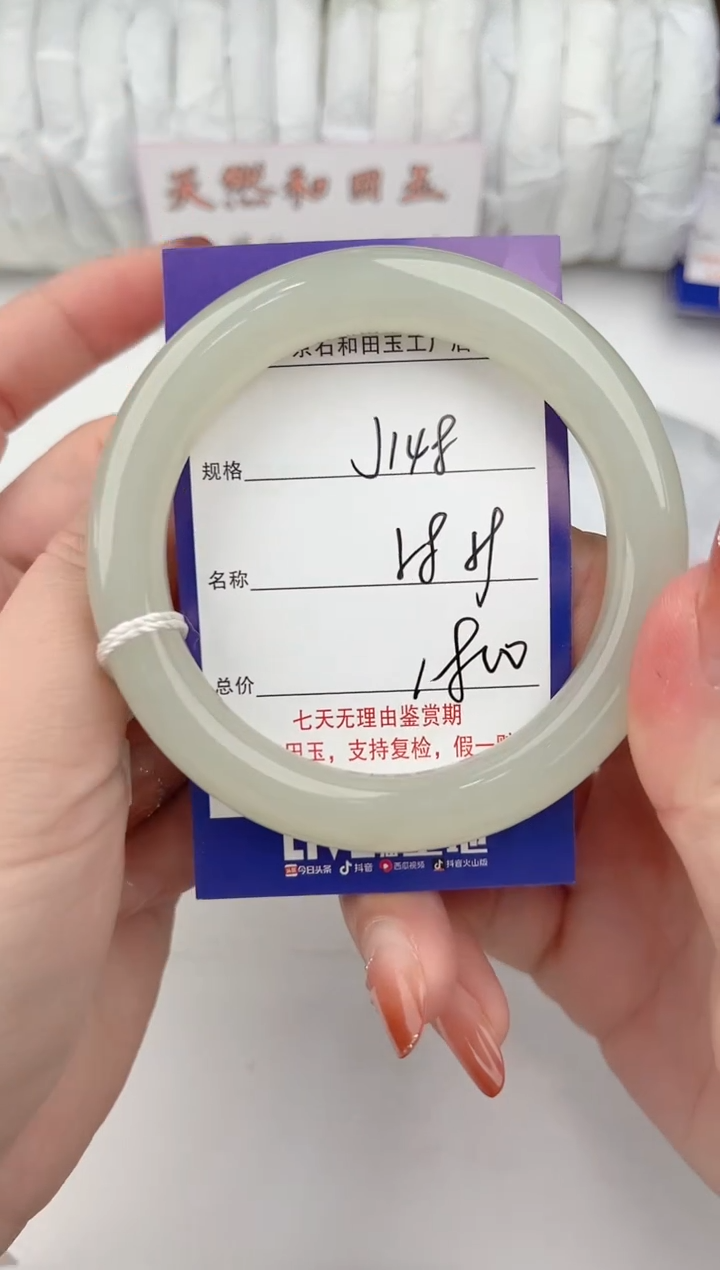 天然和田玉
京石和田玉工厂店
规格 J148
名称
总价 1800
七天无理由鉴赏期
田玉，支持复检，假一
LIVE
今日头条 抖音 西瓜视频 抖音火山版